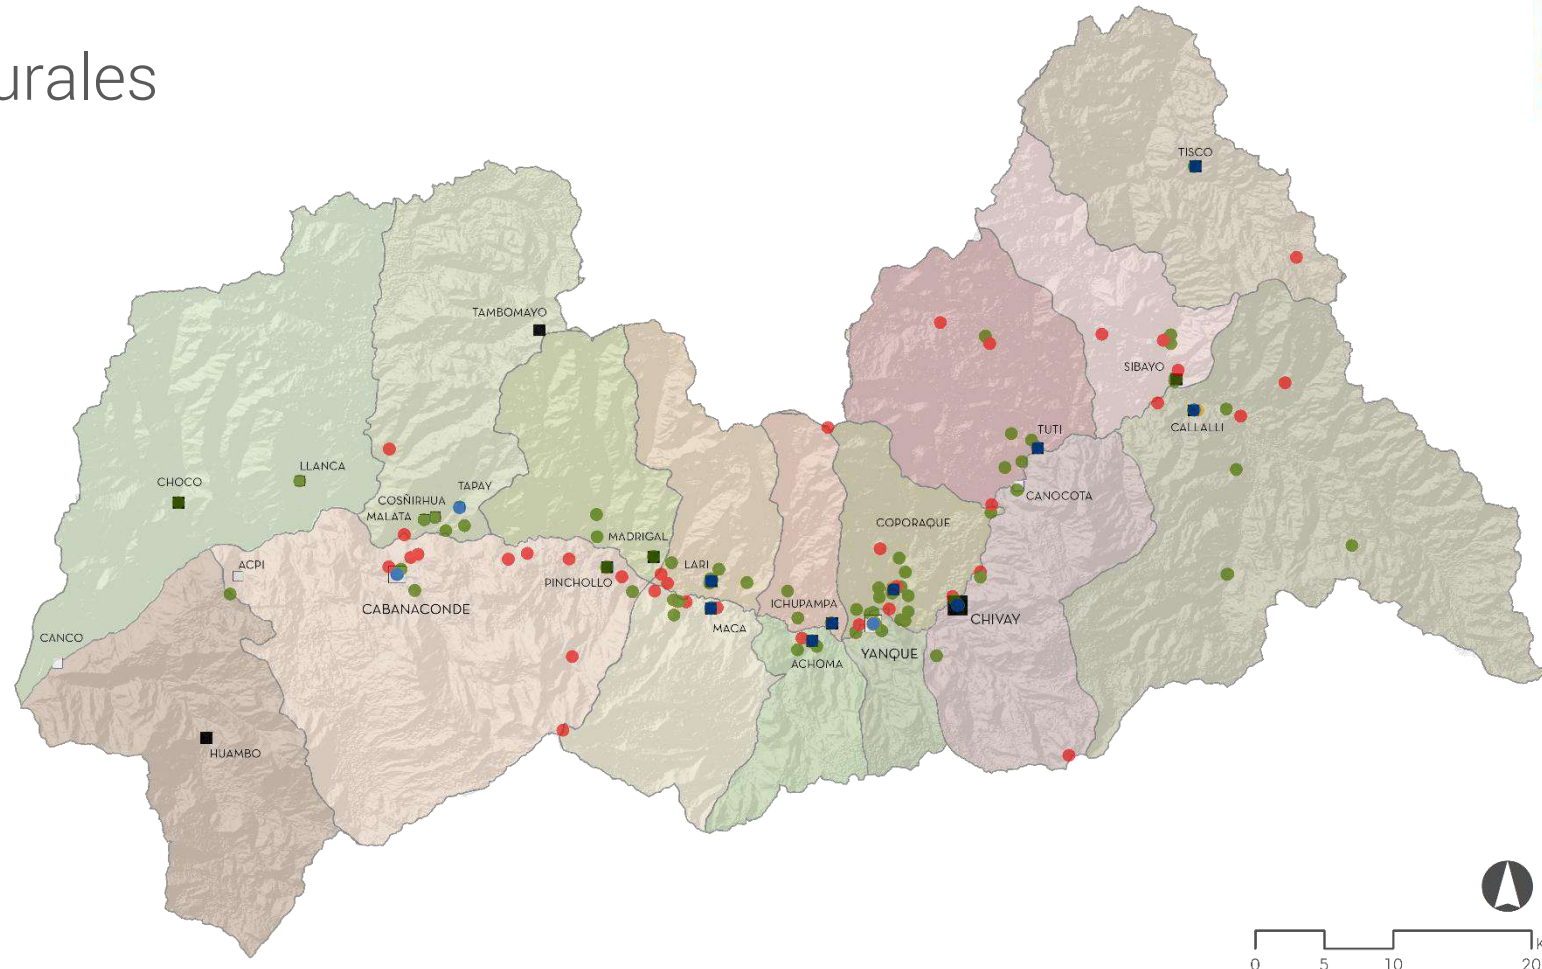 urales
TISCO
TAMBOMAYO
SIBAYO
CALLALLI
TUTI
LLANCA
CHOCO
COSÑIRHUA
TAPAY
MALATA
CANOCOTA
COPORAQUE
MADRIGAL
ACPI
LARI
PINCHOLLO
CABANACONDE
ICHUPAMPA
CHIVAY
MACA
CANCO
YANQUE
ACHOMA
HUAMBO
0 5 10 20